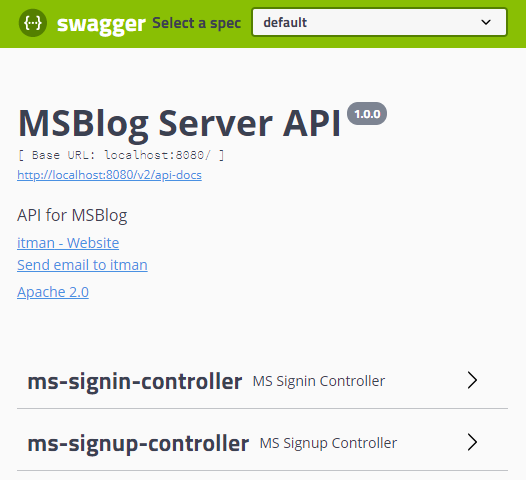 {···} swagger Select a spec default
MSBlog Server API 1.0.0
[ Base URL: localhost:8080/ ]
http://localhost:8080/v2/api-docs
API for MSBlog
itman - Website
Send email to itman
Apache 2.0
ms-signin-controller MS Signin Controller
ms-signup-controller MS Signup Controller